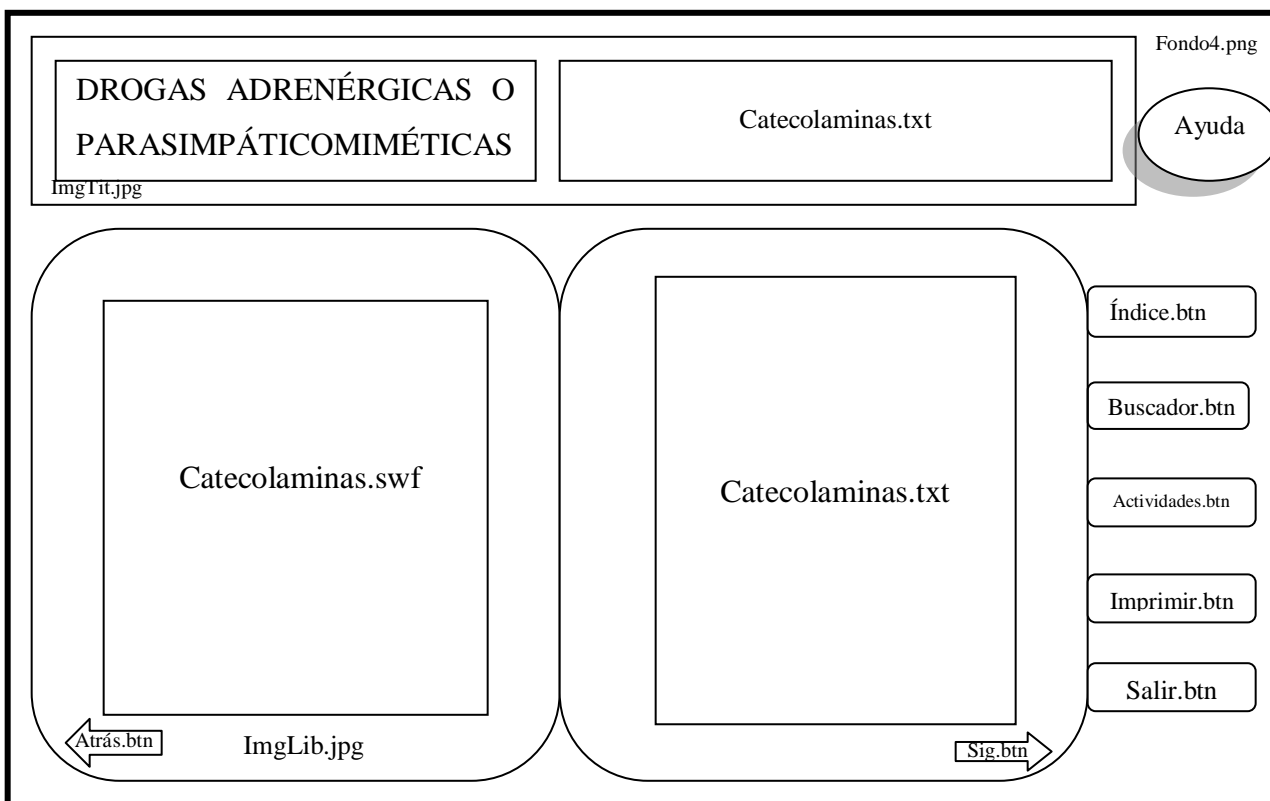 Fondo4.png
DROGAS ADRENÉRGICAS O
PARASIMPÁTICOMIMÉTICAS
Catecolaminas.txt
Ayuda
ImgTit.jpg
Catecolaminas.swf
Catecolaminas.txt
Índice.btn
Buscador.btn
Actividades.btn
Imprimir.btn
Salir.btn
Atrás.btn
ImgLib.jpg
Sig.btn